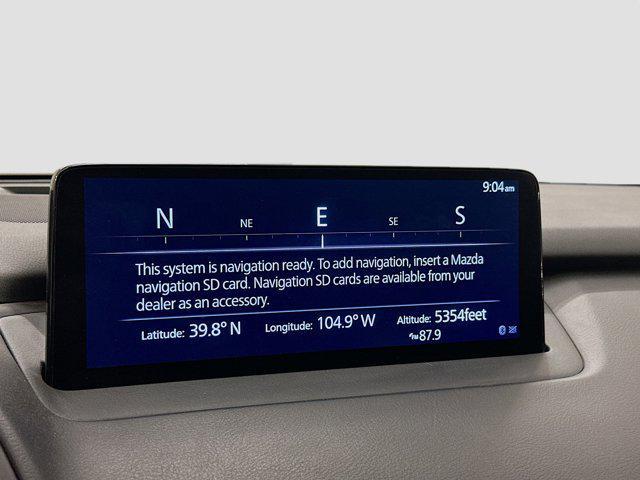 9:04am
N NE E SE S
This system is navigation ready. To add navigation, insert a Mazda
navigation SD card. Navigation SD cards are available from your
dealer as an accessory.
Latitude: 39.8° N Longitude: 104.9° W Altitude: 5354feet
FM 87.9